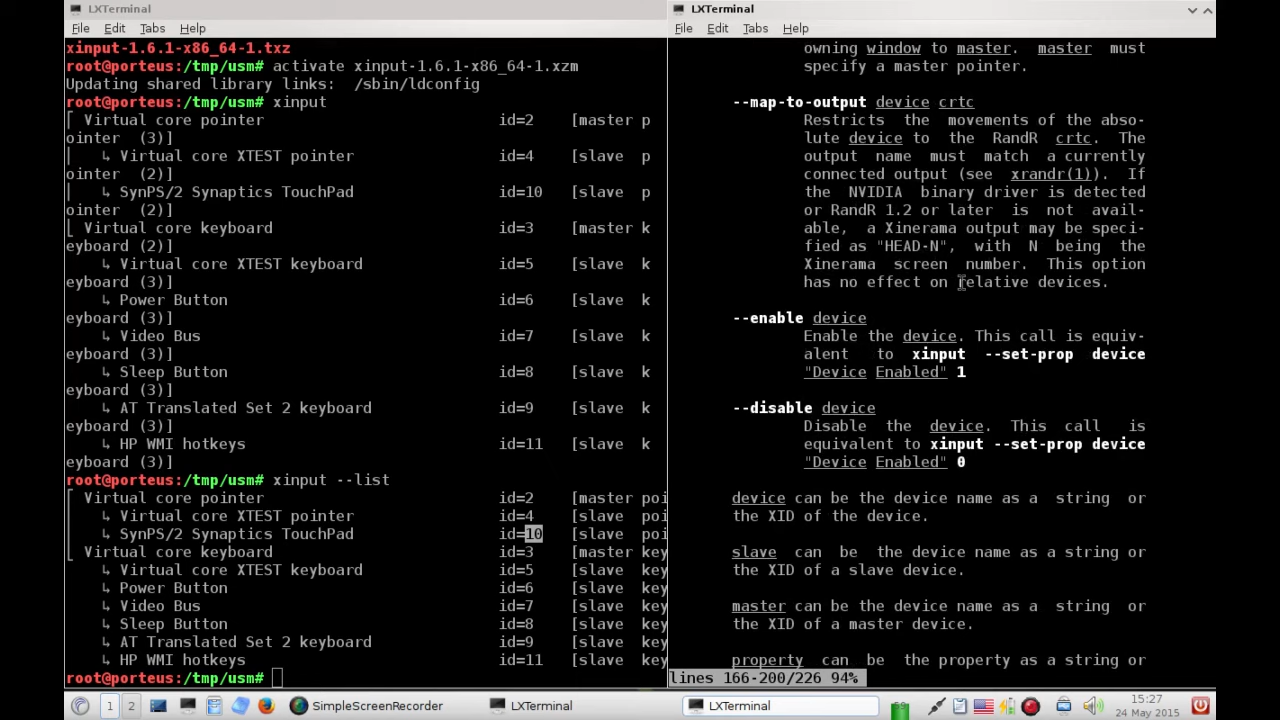 LXTerminal
File Edit Tabs Help
xinput-1.6.1-x86_64-1.txz
root@porteus:/tmp/usm# activate xinput-1.6.1-x86_64-1.xzm
Updating shared library links:  /sbin/ldconfig
root@porteus:/tmp/usm# xinput
⎡ Virtual core pointer                          id=2    [master p
ointer  (3)]
⎜   ↳ Virtual core XTEST pointer                id=4    [slave  p
ointer  (2)]
⎜   ↳ SynPS/2 Synaptics TouchPad                id=10   [slave  p
ointer  (2)]
⎣ Virtual core keyboard                         id=3    [master k
eyboard (2)]
    ↳ Virtual core XTEST keyboard               id=5    [slave  k
eyboard (3)]
    ↳ Power Button                              id=6    [slave  k
eyboard (3)]
    ↳ Video Bus                                 id=7    [slave  k
eyboard (3)]
    ↳ Sleep Button                              id=8    [slave  k
eyboard (3)]
    ↳ AT Translated Set 2 keyboard              id=9    [slave  k
eyboard (3)]
    ↳ HP WMI hotkeys                            id=11   [slave  k
eyboard (3)]
root@porteus:/tmp/usm# xinput --list
⎡ Virtual core pointer                          id=2    [master poi
⎜   ↳ Virtual core XTEST pointer                id=4    [slave  poi
⎜   ↳ SynPS/2 Synaptics TouchPad                id=10   [slave  poi
⎣ Virtual core keyboard                         id=3    [master key
    ↳ Virtual core XTEST keyboard               id=5    [slave  key
    ↳ Power Button                              id=6    [slave  key
    ↳ Video Bus                                 id=7    [slave  key
    ↳ Sleep Button                              id=8    [slave  key
    ↳ AT Translated Set 2 keyboard              id=9    [slave  key
    ↳ HP WMI hotkeys                            id=11   [slave  key
root@porteus:/tmp/usm#
LXTerminal
File Edit Tabs Help
owning window to master.  master  must
specify a master pointer.
--map-to-output device crtc
Restricts  the  movements of the abso-
lute device to  the  RandR  crtc.  The
output  name  must  match  a currently
connected output (see  xrandr(1)).  If
the  NVIDIA  binary driver is detected
or RandR 1.2 or later  is  not  avail-
able,  a Xinerama output may be speci-
fied as "HEAD-N",  with  N  being  the
Xinerama  screen  number.  This option
has no effect on relative devices.
--enable device
Enable the device. This call is equiv-
alent  to  xinput  --set-prop  device
"Device Enabled" 1
--disable device
Disable  the  device.  This  call   is
equivalent to xinput --set-prop device
"Device Enabled" 0
device can be the device name as a  string  or
the XID of the device.
slave  can  be  the device name as a string or
the XID of a slave device.
master can be the device name as a  string  or
the XID of a master device.
property  can  be  the property as a string or
lines 166-200/226 94%
1 2 SimpleScreenRecorder LXTerminal LXTerminal 15:27
24 May 2015